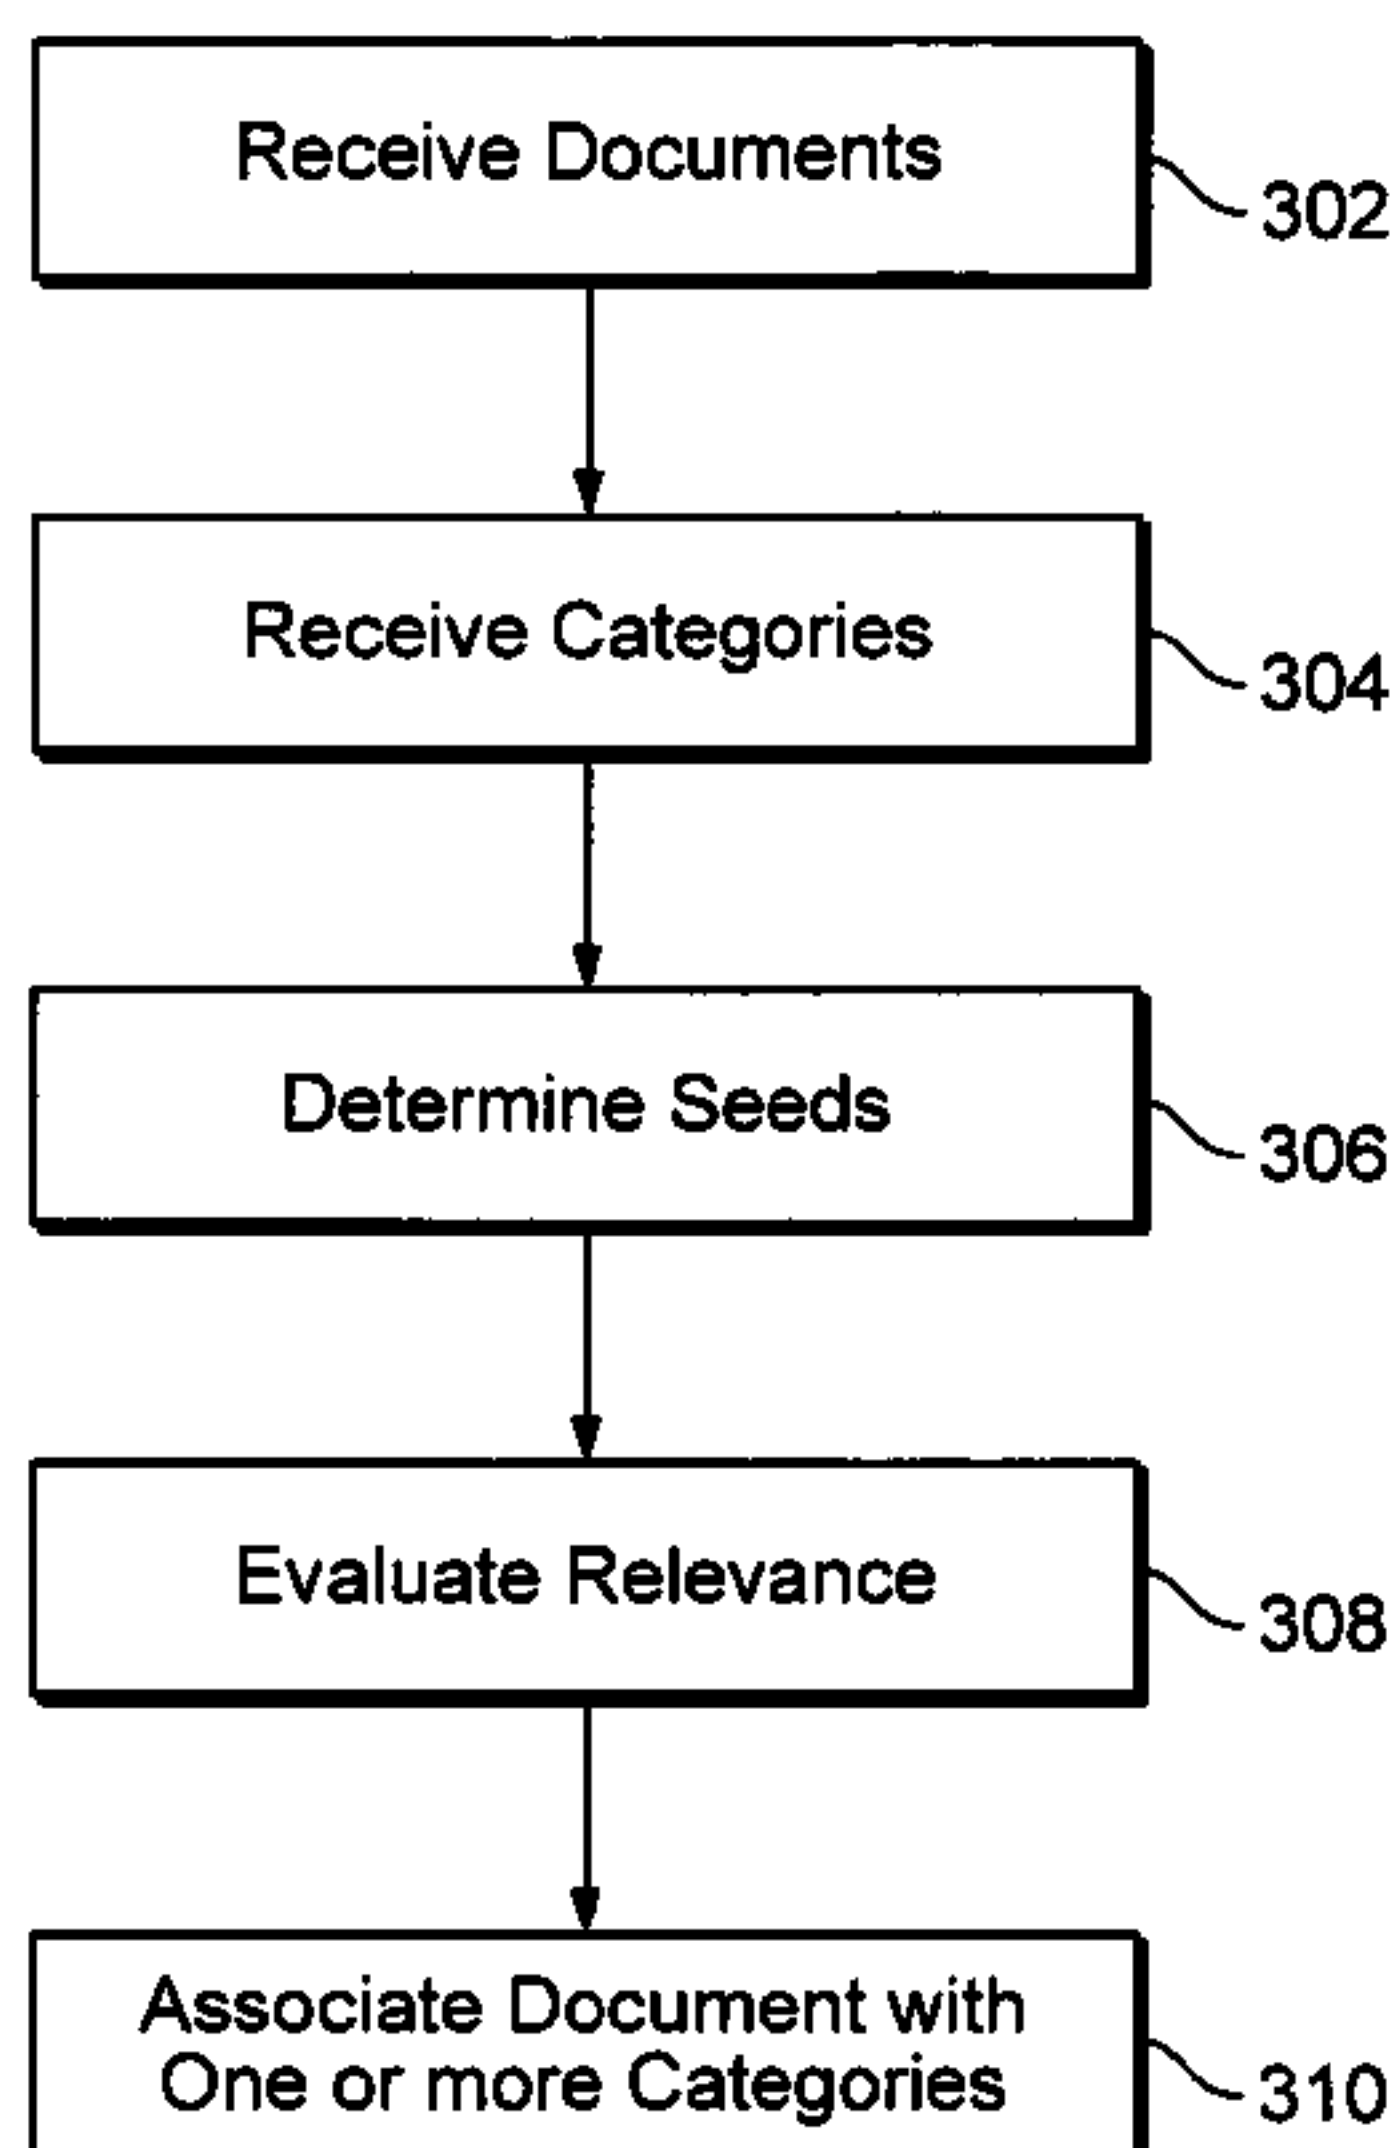 Receive Documents
302
Receive Categories
304
Determine Seeds
306
Evaluate Relevance
308
Associate Document with
One or more Categories
310